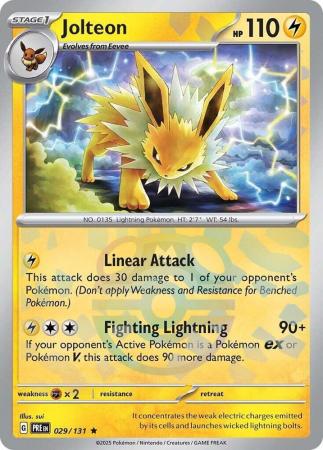 STAGE 1
Jolteon
HP 110
Evolves from Eevee
NO. 0135 Lightning Pokémon. HT: 2'7" WT: 54 lbs.
Linear Attack
This attack does 30 damage to 1 of your opponent's
Pokémon. (Don't apply Weakness and Resistance for Benched
Pokémon.)
Fighting Lightning 90+
If your opponent's Active Pokémon is a Pokémon ex or
Pokémon V, this attack does 90 more damage.
weakness × 2 resistance retreat
Illus. sui
G PRE EN 029/131 ★
It concentrates the weak electric charges emitted
by its cells and launches wicked lightning bolts.
©2025 Pokémon / Nintendo / Creatures / GAME FREAK